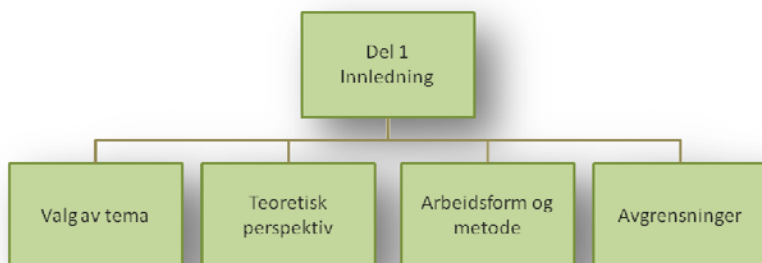 Del 1
Innledning
Valg av tema
Teoretisk
perspektiv
Arbeidsform og
metode
Avgrensninger